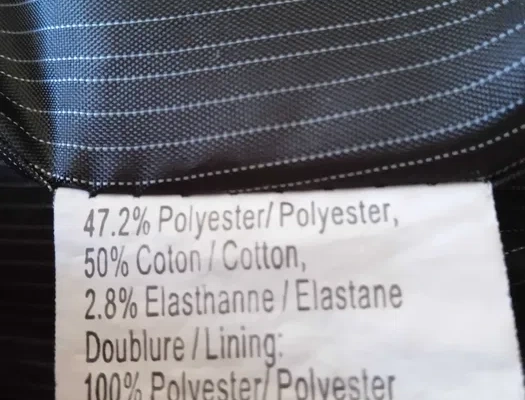 47.2% Polyester/ Polyester,
50% Coton / Cotton,
2.8% Elasthanne / Elastane
Doublure / Lining:
100% Polyester/ Polyester